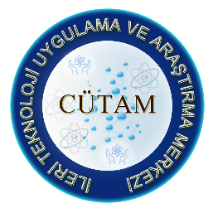 İLERİ TEKNOLOJİ UYGULAMA VE ARAŞTIRMA MERKEZİ
CÜTAM